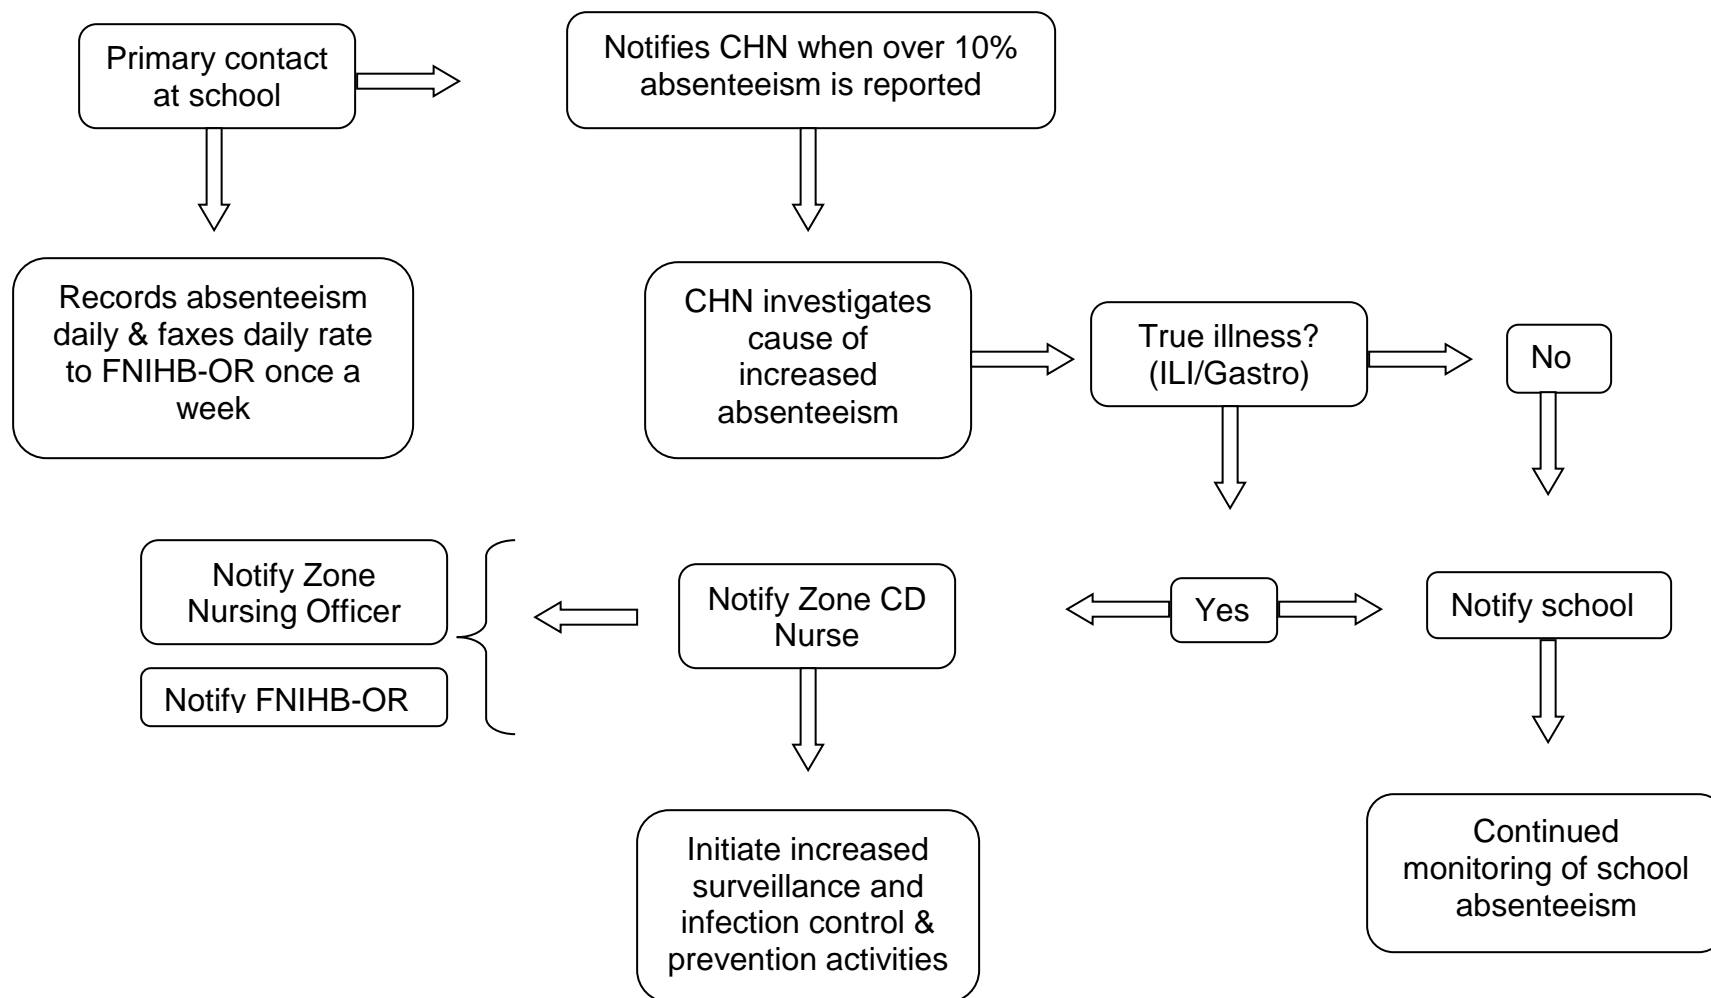 Primary contact
at school
Notifies CHN when over 10%
absenteeism is reported
Records absenteeism
daily & faxes daily rate
to FNIHB-OR once a
week
CHN investigates
cause of
increased
absenteeism
True illness?
(ILI/Gastro)
No
Notify Zone
Nursing Officer
Notify FNIHB-OR
Notify Zone CD
Nurse
Yes
Notify school
Initiate increased
surveillance and
infection control &
prevention activities
Continued
monitoring of school
absenteeism